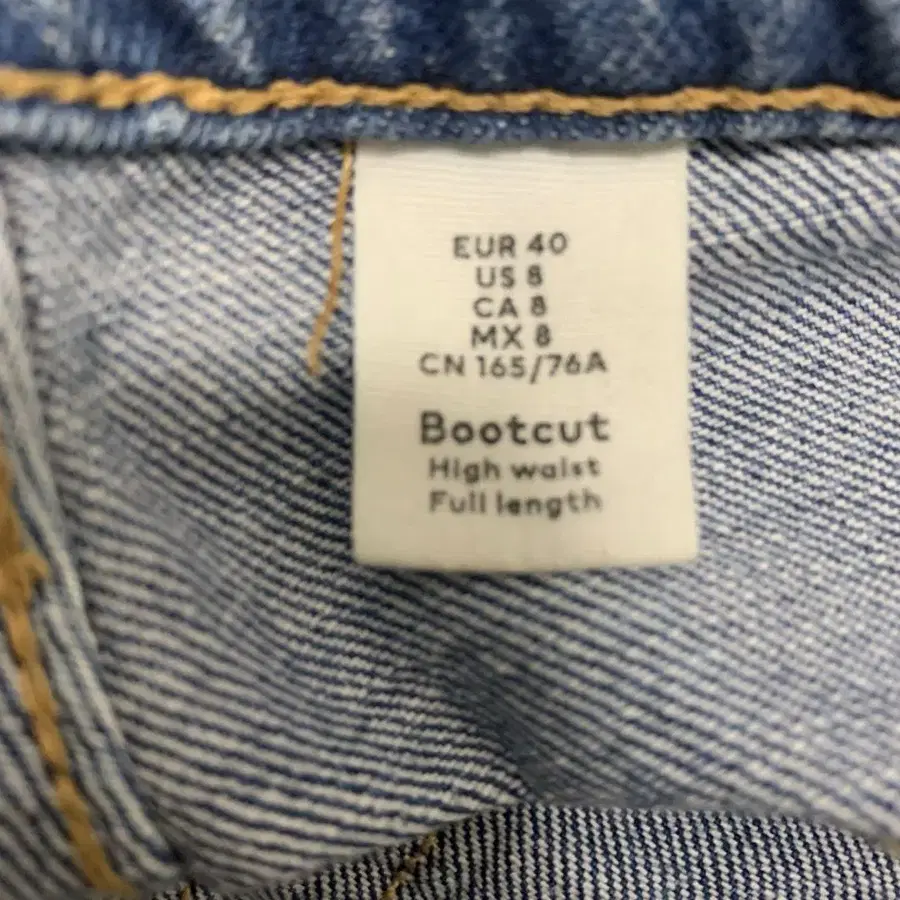 EUR 40
US 8
CA 8
MX 8
CN 165/76A
Bootcut
High waist
Full length